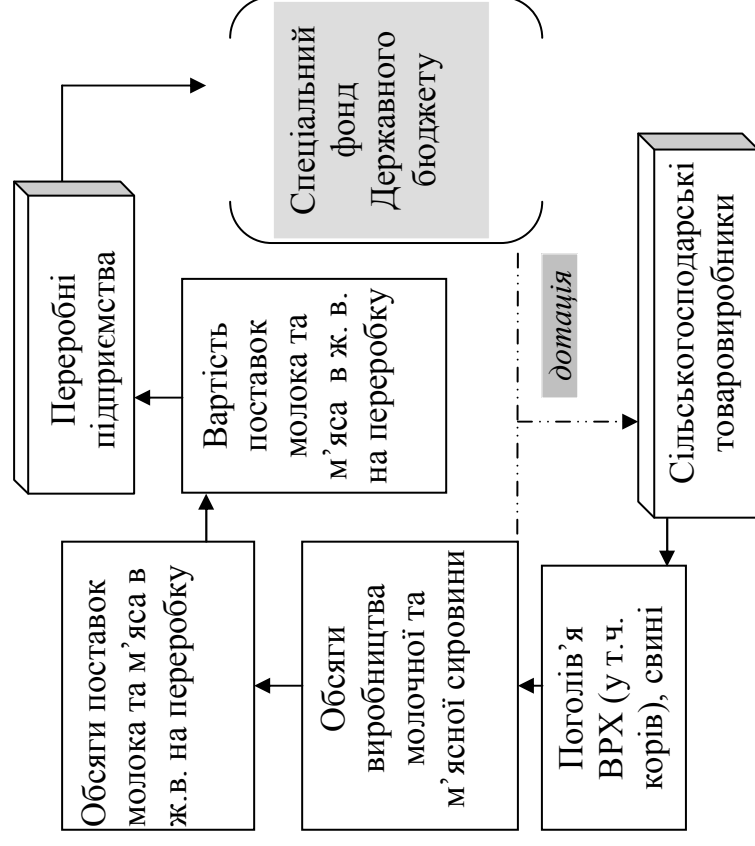 Переробні
підприємства
Спеціальний
фонд
Державного
бюджету
Обсяги поставок
молока та м’яса в
ж.в. на переробку
Вартість
поставок
молока та
м’яса в ж. в.
на переробку
Обсяги
виробництва
молочної та
м’ясної сировини
дотація
Поголів’я
ВРХ (у т.ч.
корів), свині
Сільськогосподарські
товаровиробники